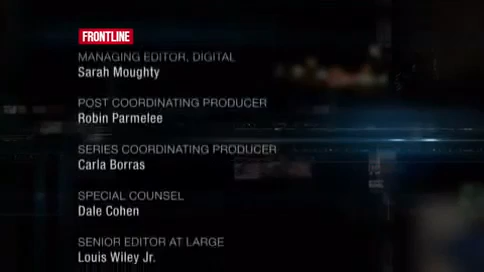 FRONTLINE
MANAGING EDITOR, DIGITAL
Sarah Moughty
POST COORDINATING PRODUCER
Robin Parmelee
SERIES COORDINATING PRODUCER
Carla Borras
SPECIAL COUNSEL
Dale Cohen
SENIOR EDITOR AT LARGE
Louis Wiley Jr.